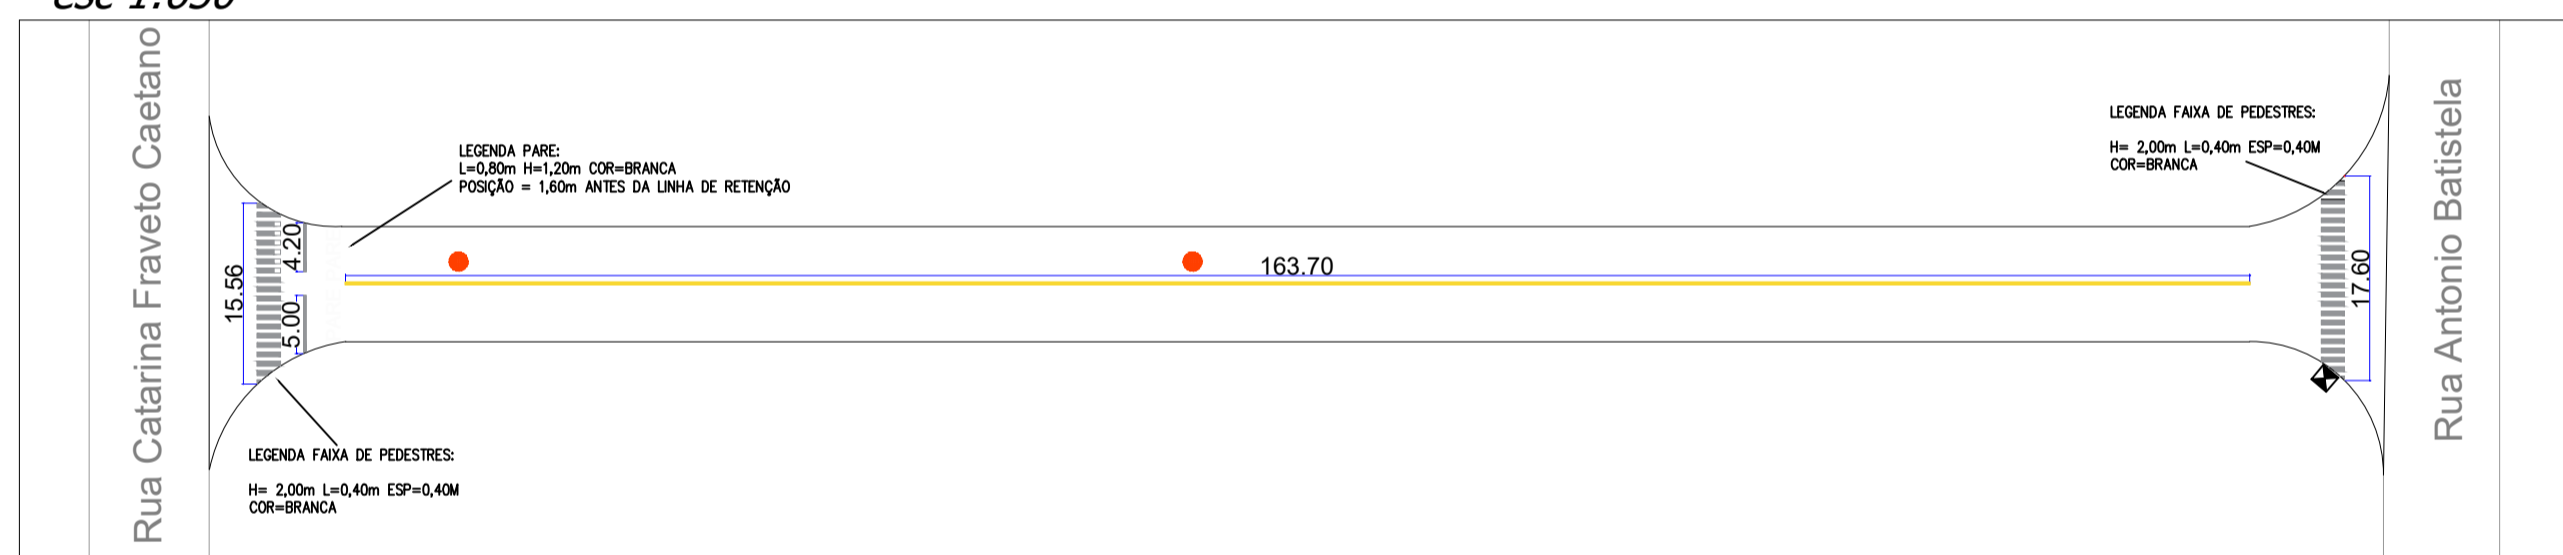 Rua Catarina Fraveto Caetano
LEGENDA PARE:
L=0,80m H=1,20m COR=BRANCA
POSIÇÃO = 1,60m ANTES DA LINHA DE RETENÇÃO
LEGENDA FAIXA DE PEDESTRES:
H= 2,00m L=0,40m ESP=0,40M
COR=BRANCA
Rua Antonio Batistela
15.56
4.20
5.00
163.70
17.60
LEGENDA FAIXA DE PEDESTRES:
H= 2,00m L=0,40m ESP=0,40M
COR=BRANCA